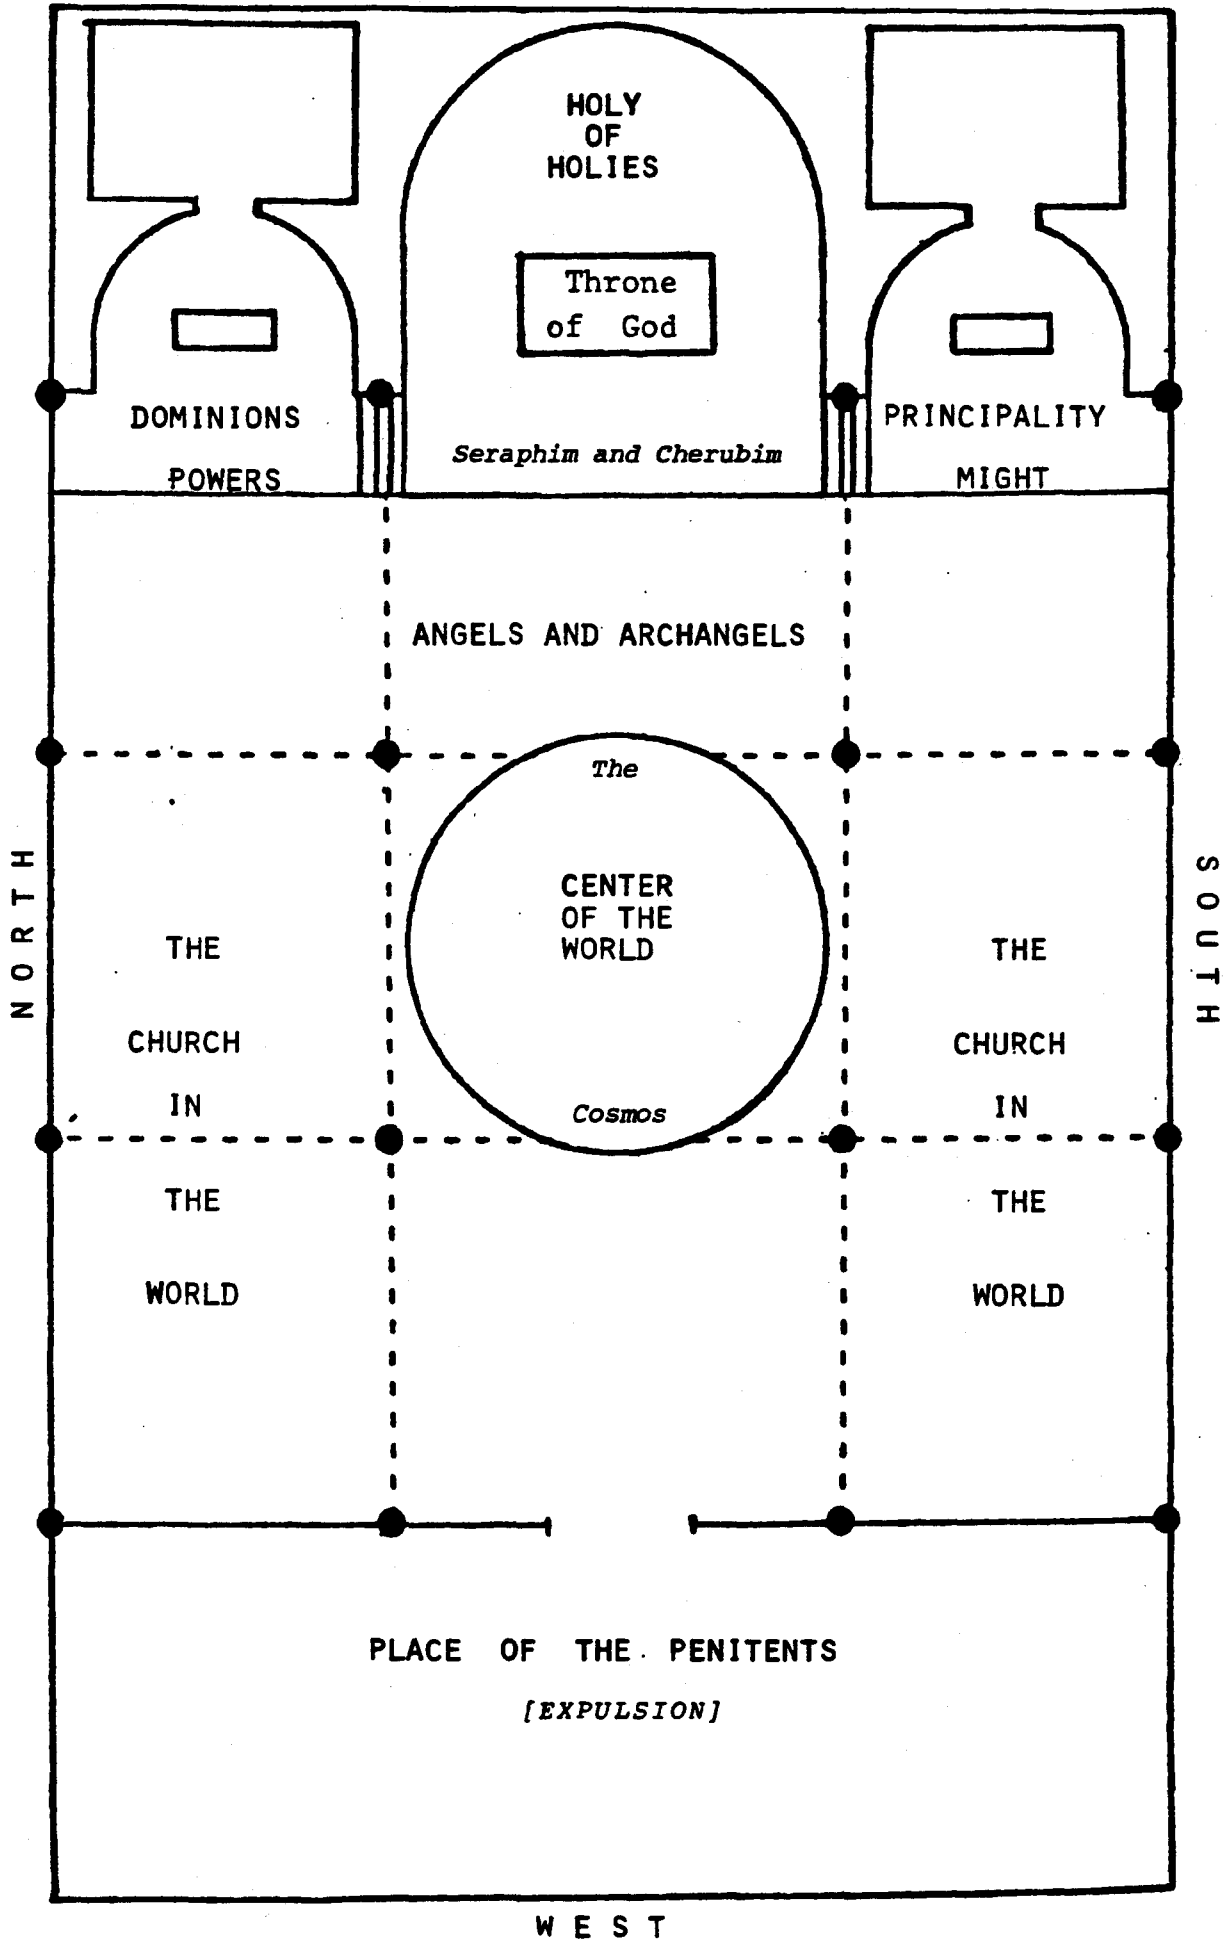 HOLY
OF
HOLIES
Throne
of God
DOMINIONS
POWERS
Seraphim and Cherubim
PRINCIPALITY
MIGHT
ANGELS AND ARCHANGELS
The
CENTER
OF THE
WORLD
Cosmos
NORTH
THE
CHURCH
IN
THE
WORLD
THE
CHURCH
IN
THE
WORLD
SOUTH
PLACE OF THE PENITENTS
[EXPULSION]
WEST